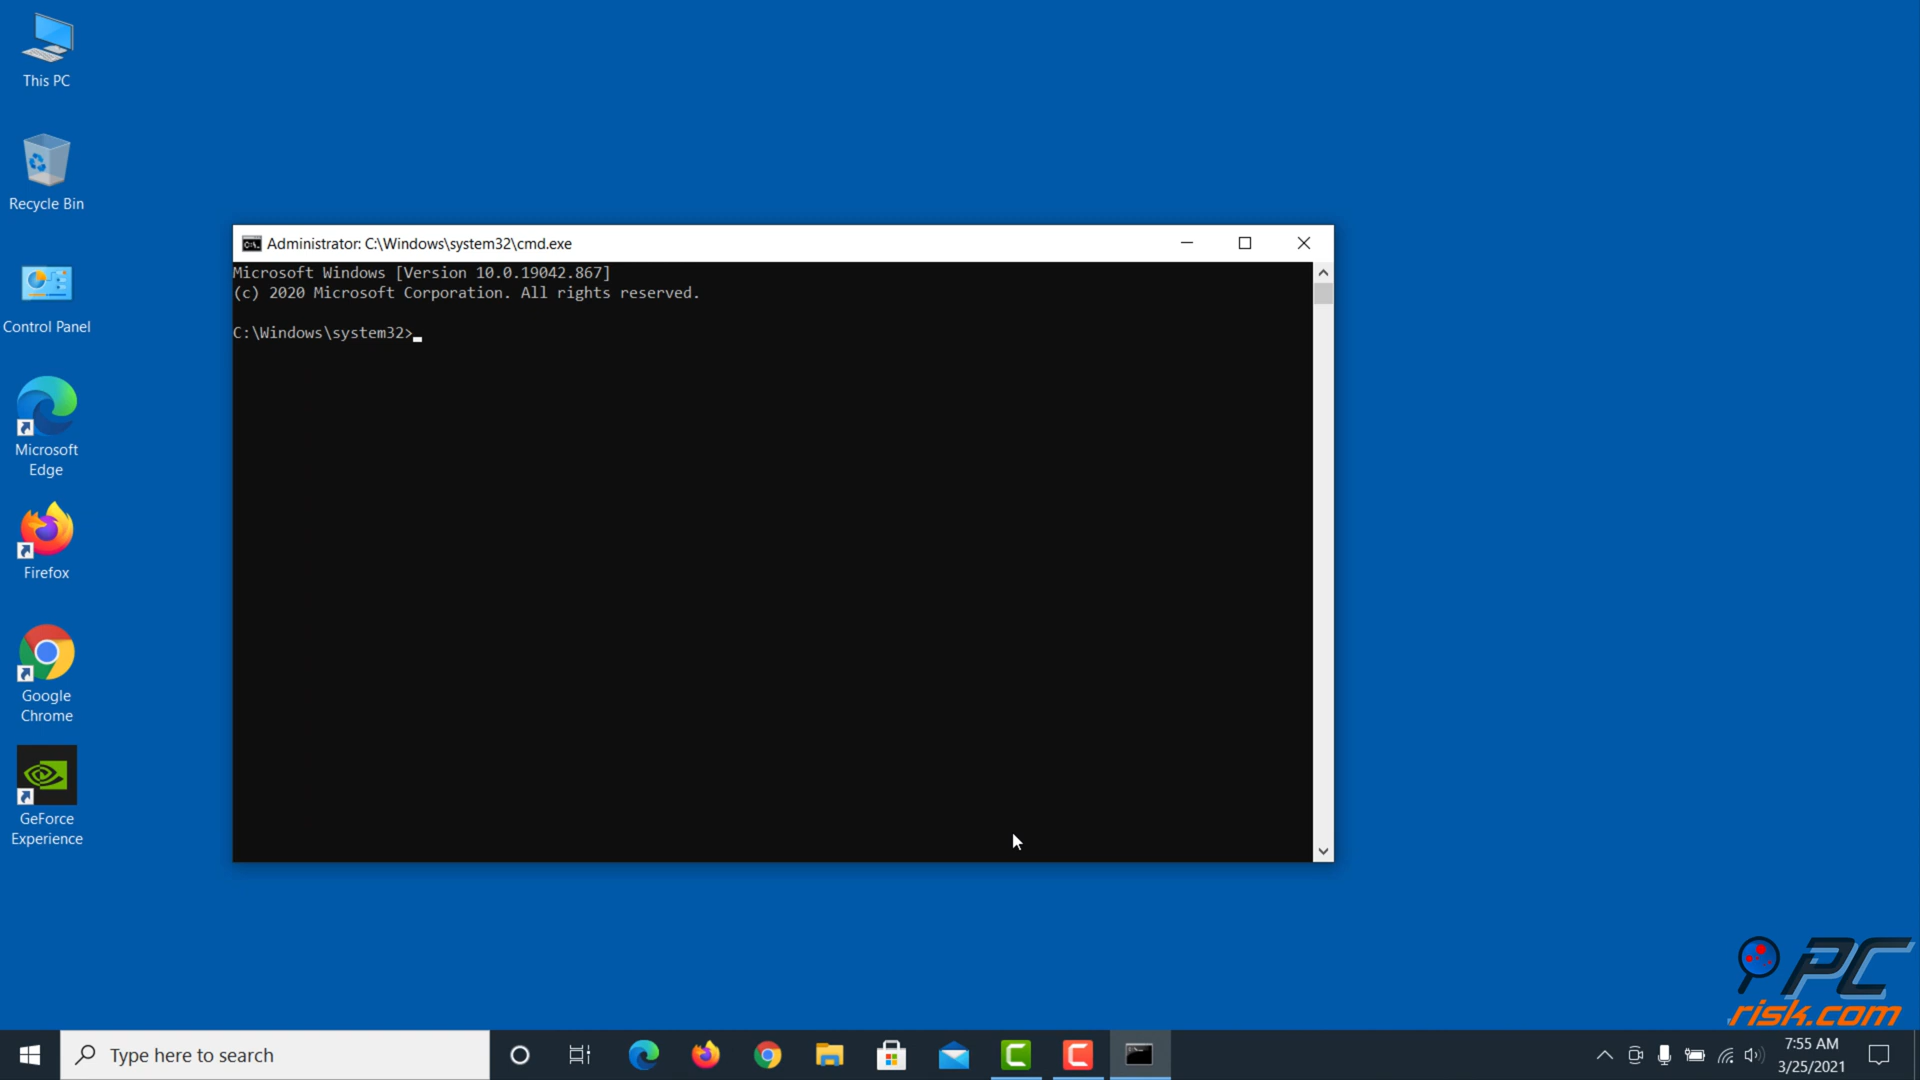 This PC
Recycle Bin
Control Panel
Microsoft
Edge
Firefox
Google
Chrome
GeForce
Experience
Administrator: C:\Windows\system32\cmd.exe
Microsoft Windows [Version 10.0.19042.867]
(c) 2020 Microsoft Corporation. All rights reserved.
C:\Windows\system32>
PC
risk.com
Type here to search
7:55 AM
3/25/2021